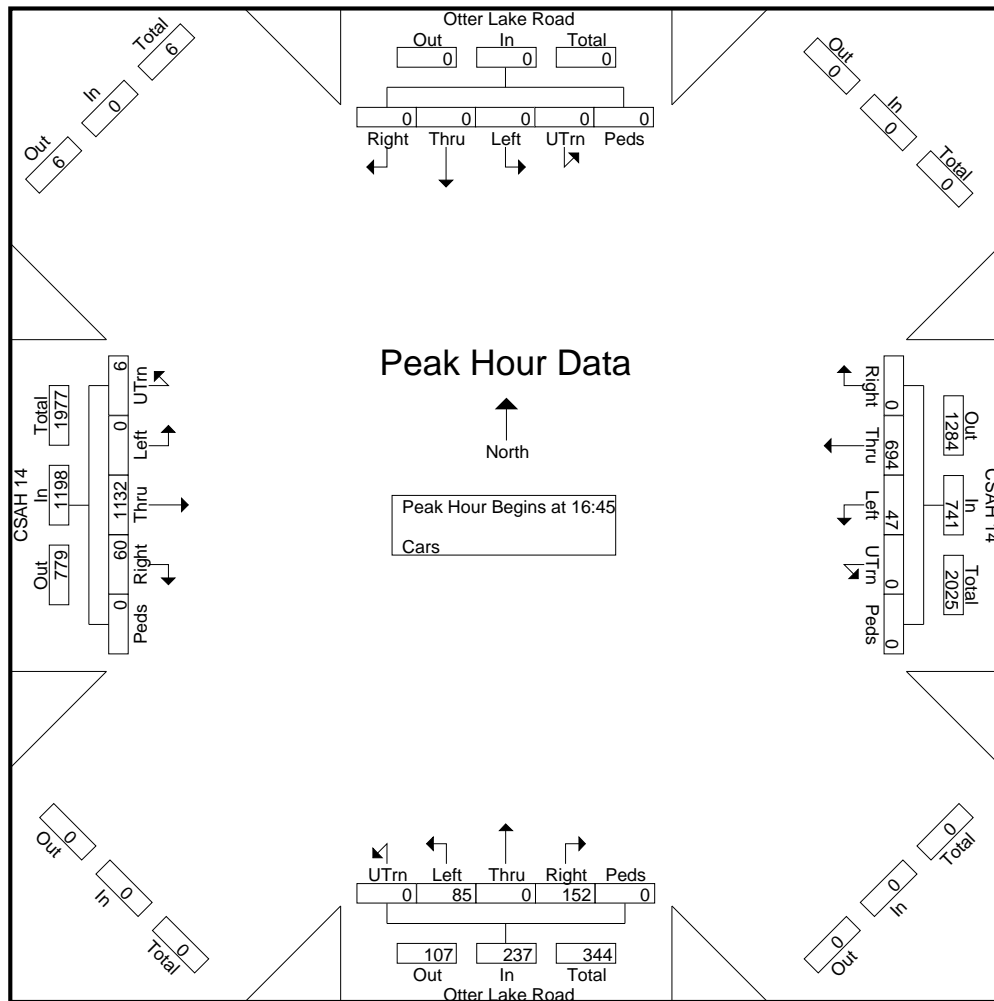 Otter Lake Road
Out In Total
0 0 0
0 0 0 0 0
Right Thru Left UTrn Peds
Total
6
In
0
Out
6
Out
0
In
0
Total
0
Peak Hour Data
North
Peak Hour Begins at 16:45
Cars
CSAH 14
Total In Out
1977 1198 779
6 0 1132 60 0
UTrn Left Thru Right Peds
CSAH 14
Out In Total
1284 741 2025
0 694 47 0 0
Right Thru Left UTrn Peds
0
Out
0
In
0
Total
0
Total
0
In
0
Out
UTrn Left Thru Right Peds
0 85 0 152 0
107 237 344
Out In Total
Otter Lake Road